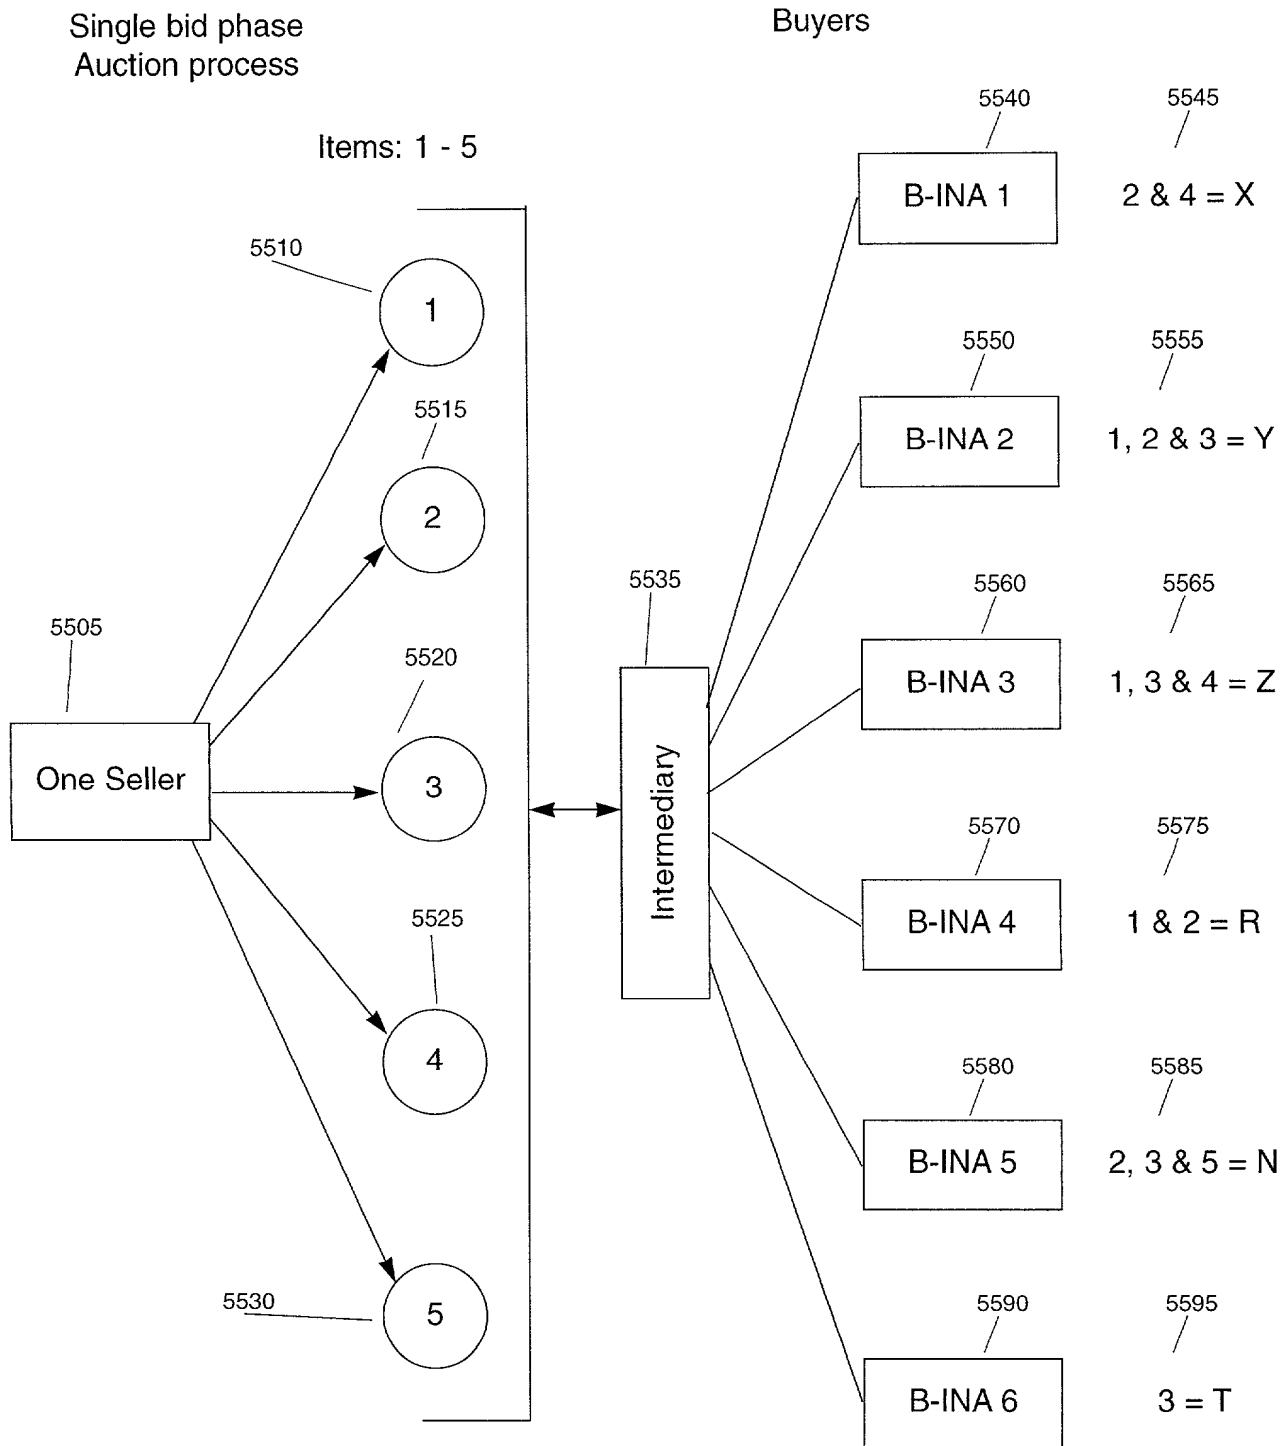 Single bid phase
Auction process
Buyers
Items: 1 - 5
5540
5545
B-INA 1
2 & 4 = X
5510
1
5550
5555
B-INA 2
1, 2 & 3 = Y
5515
2
5535
5560
5565
B-INA 3
1, 3 & 4 = Z
5505
One Seller
5520
3
Intermediary
5570
5575
B-INA 4
1 & 2 = R
5525
4
5580
5585
B-INA 5
2, 3 & 5 = N
5530
5
5590
5595
B-INA 6
3 = T